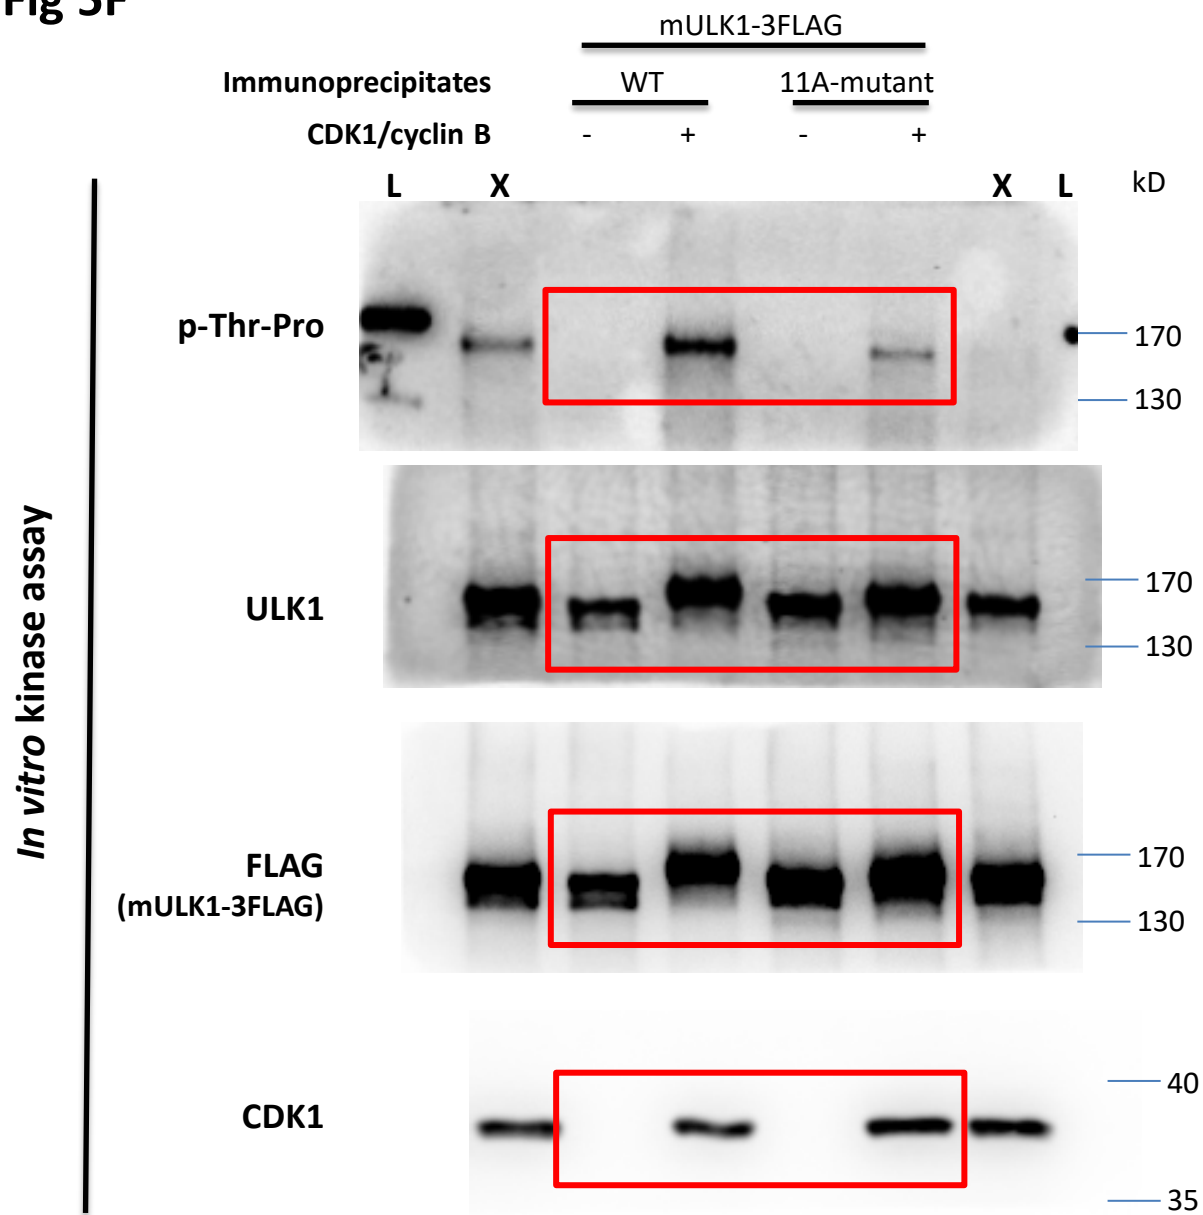 Fig 5F
mULK1-3FLAG
Immunoprecipitates WT 11A-mutant
CDK1/cyclin B - + - +
L X X L kD
p-Thr-Pro
170
130
ULK1
170
130
FLAG
(mULK1-3FLAG)
170
130
CDK1
40
35
In vitro kinase assay